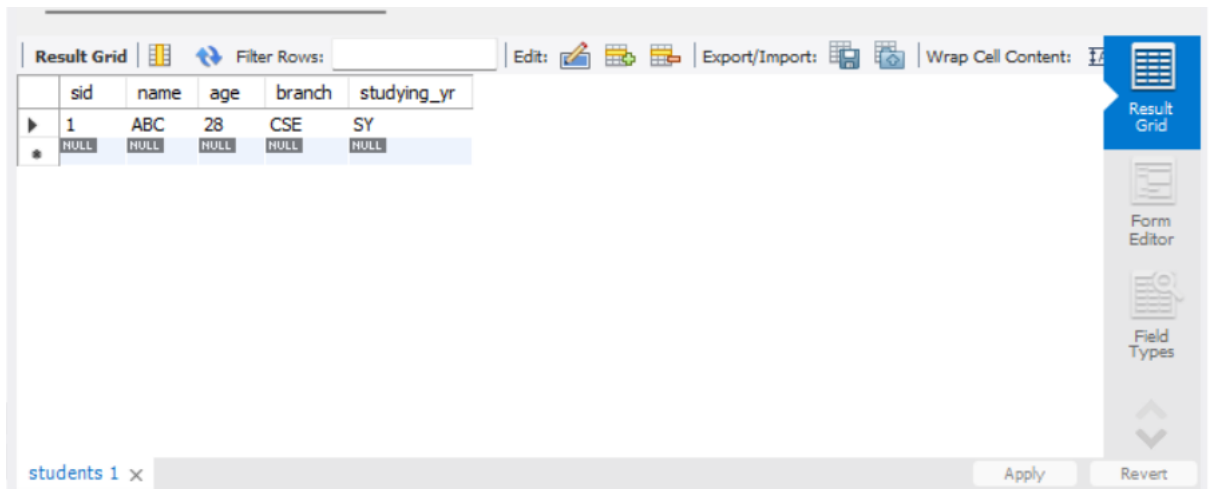 Result Grid Filter Rows: Edit: Export/Import: Wrap Cell Content:
sid name age branch studying_yr
1 ABC 28 CSE SY
NULL NULL NULL NULL NULL
Result
Grid
Form
Editor
Field
Types
students 1 Apply Revert